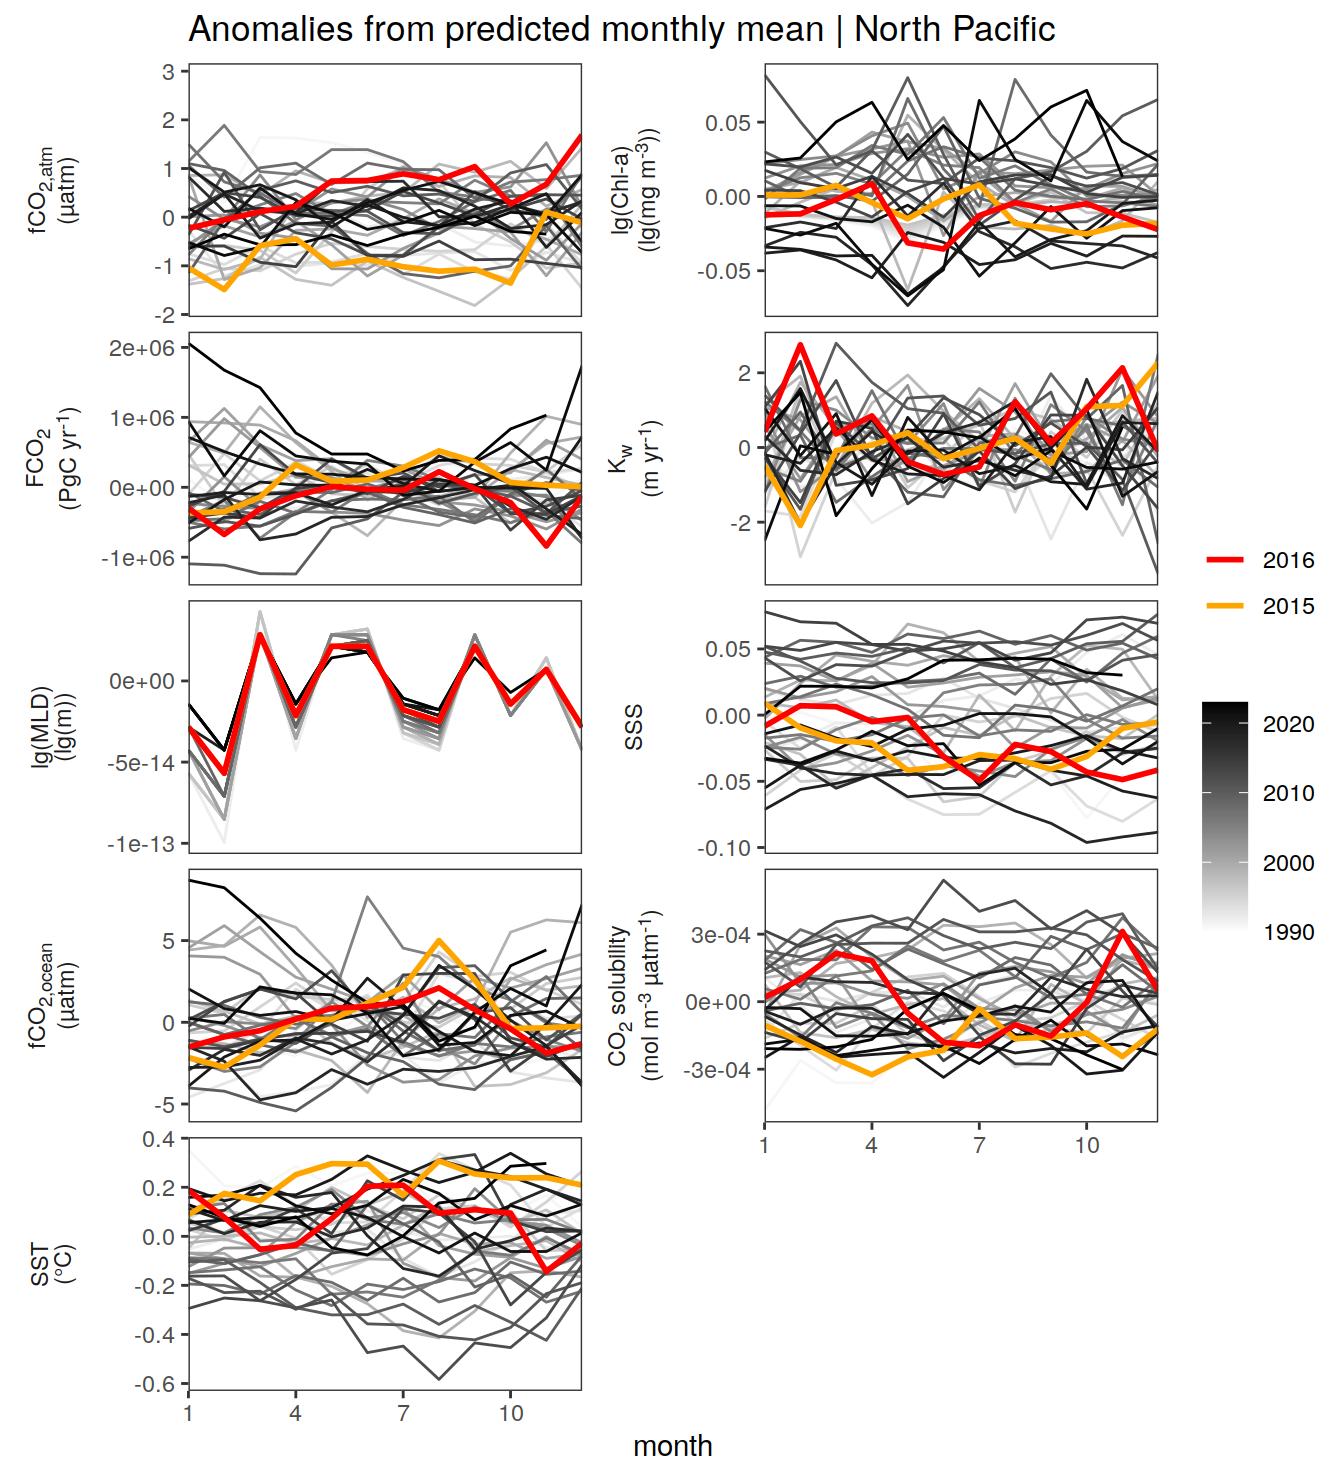 Anomalies from predicted monthly mean | North Pacific
fCO2,atm
(µatm)
3
2
1
0
-1
-2
lg(Chl-a)
(lg(mg m-3))
0.05
0.00
-0.05
FCO2
(PgC yr-1)
2e+06
1e+06
0e+00
-1e+06
Kw
(m yr-1)
2
0
-2
lg(MLD)
(lg(m))
0e+00
-5e-14
-1e-13
SSS
0.05
0.00
-0.05
-0.10
fCO2,ocean
(µatm)
5
0
-5
CO2 solubility
(mol m-3 µatm-1)
3e-04
0e+00
-3e-04
1
4
7
10
SST
(°C)
0.4
0.2
0.0
-0.2
-0.4
-0.6
1
4
7
10
month
2016
2015
2020
2010
2000
1990